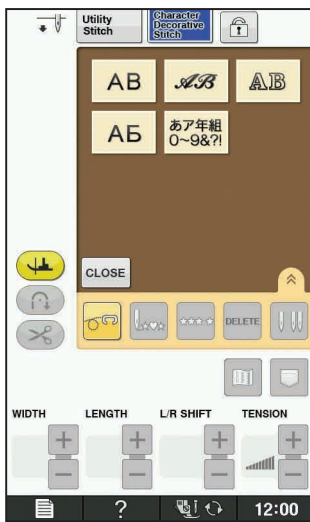 Utility
Stitch
Character
Decorative
Stitch
AB
AB
AB
АБ
あア年組
0~9&?!
CLOSE
DELETE
WIDTH
LENGTH
L/R SHIFT
TENSION
+
+
+
+
−
−
−
−
?
12:00